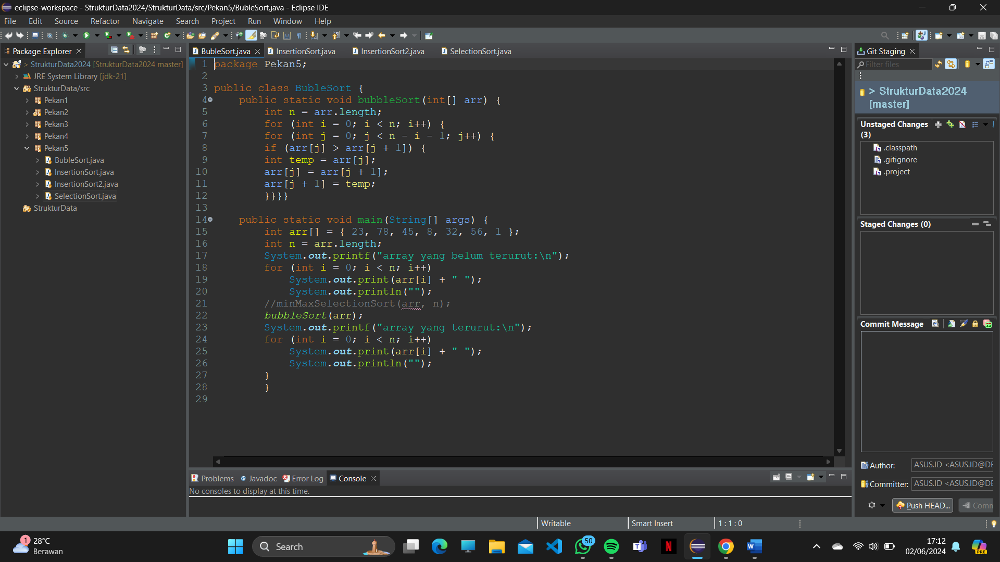 eclipse-workspace - StrukturData2024/StrukturData/src/Pekan5/BubleSort.java - Eclipse IDE
File Edit Source Refactor Navigate Search Project Run Window Help
Package Explorer
> StrukturData2024 [StrukturData2024 master]
JRE System Library [jdk-21]
StrukturData/src
Pekan1
Pekan2
Pekan3
Pekan4
Pekan5
BubleSort.java
InsertionSort.java
InsertionSort2.java
SelectionSort.java
StrukturData
BubleSort.java InsertionSort.java InsertionSort2.java SelectionSort.java
1 package Pekan5;
2
3 public class BubleSort {
4 public static void bubbleSort(int[] arr) {
5 int n = arr.length;
6 for (int i = 0; i < n; i++) {
7 for (int j = 0; j < n - i - 1; j++) {
8 if (arr[j] > arr[j + 1]) {
9 int temp = arr[j];
10 arr[j] = arr[j + 1];
11 arr[j + 1] = temp;
12 }}}}
13
14 public static void main(String[] args) {
15 int arr[] = { 23, 78, 45, 8, 32, 56, 1 };
16 int n = arr.length;
17 System.out.printf("array yang belum terurut:\n");
18 for (int i = 0; i < n; i++)
19 System.out.print(arr[i] + " ");
20 System.out.println("");
21 //minMaxSelectionSort(arr, n);
22 bubbleSort(arr);
23 System.out.printf("array yang terurut:\n");
24 for (int i = 0; i < n; i++)
25 System.out.print(arr[i] + " ");
26 System.out.println("");
27 }
28 }
29
Problems Javadoc Error Log Console
No consoles to display at this time.
Git Staging
Filter files
> StrukturData2024
[master]
Unstaged Changes
(3)
.classpath
.gitignore
.project
Staged Changes (0)
Commit Message
Author: ASUS.ID <ASUS.ID@DE
Committer: ASUS.ID <ASUS.ID@DE
Push HEAD... Comm
Writable Smart Insert 1 : 1 : 0
1
28°C
Berawan
Search
50
W
N
PRE
17:12
02/06/2024